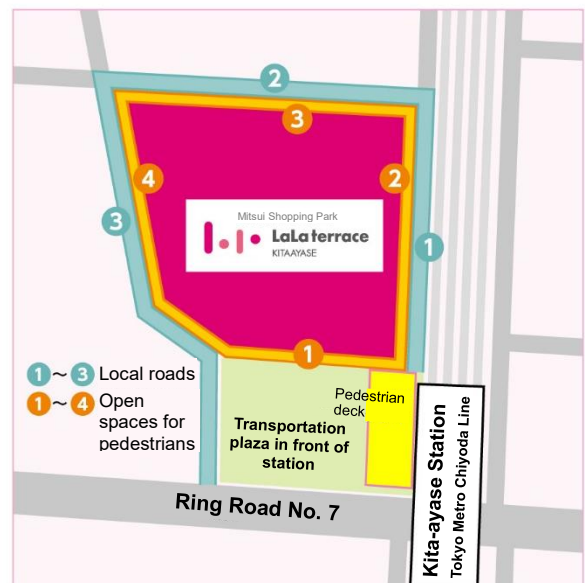 2
3
4
2
3
1
Mitsui Shopping Park
LaLa terrace
KITAAYASE
1
1 ~ 3 Local roads
1 ~ 4 Open
spaces for
pedestrians
Pedestrian
deck
Transportation
plaza in front of
station
Ring Road No. 7
Kita-ayase Station
Tokyo Metro Chiyoda Line